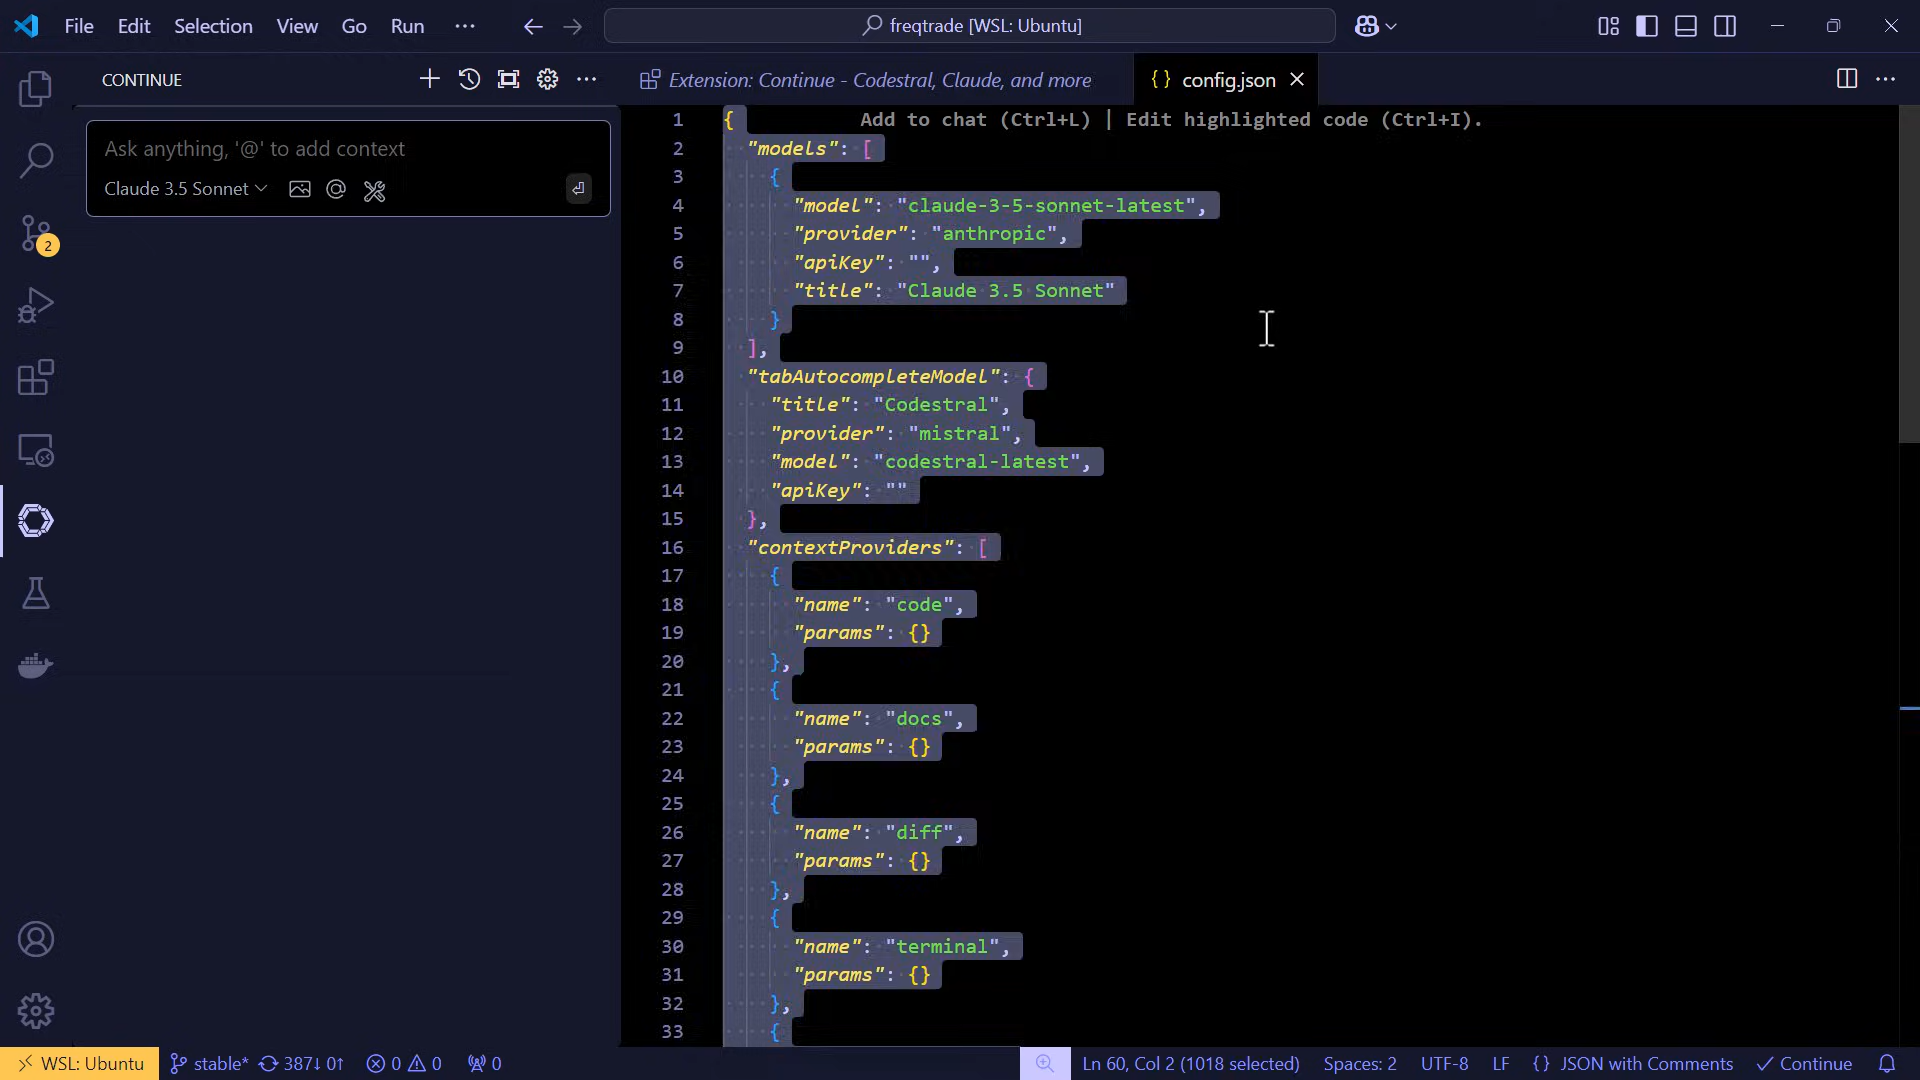 File Edit Selection View Go Run ···
freqtrade [WSL: Ubuntu]
CONTINUE
Extension: Continue - Codestral, Claude, and more
{} config.json
Ask anything, '@' to add context
Claude 3.5 Sonnet
2
1 { Add to chat (Ctrl+L) | Edit highlighted code (Ctrl+I).
2 "models": [
3 {
4 "model": "claude-3-5-sonnet-latest",
5 "provider": "anthropic",
6 "apiKey": "",
7 "title": "Claude 3.5 Sonnet"
8 }
9 ],
10 "tabAutocompleteModel": {
11 "title": "Codestral",
12 "provider": "mistral",
13 "model": "codestral-latest",
14 "apiKey": ""
15 },
16 "contextProviders": [
17 {
18 "name": "code",
19 "params": {}
20 },
21 {
22 "name": "docs",
23 "params": {}
24 },
25 {
26 "name": "diff",
27 "params": {}
28 },
29 {
30 "name": "terminal",
31 "params": {}
32 },
33 {
WSL: Ubuntu stable* 387↓ 0↑ 0 0 0 Ln 60, Col 2 (1018 selected) Spaces: 2 UTF-8 LF {} JSON with Comments ✓ Continue